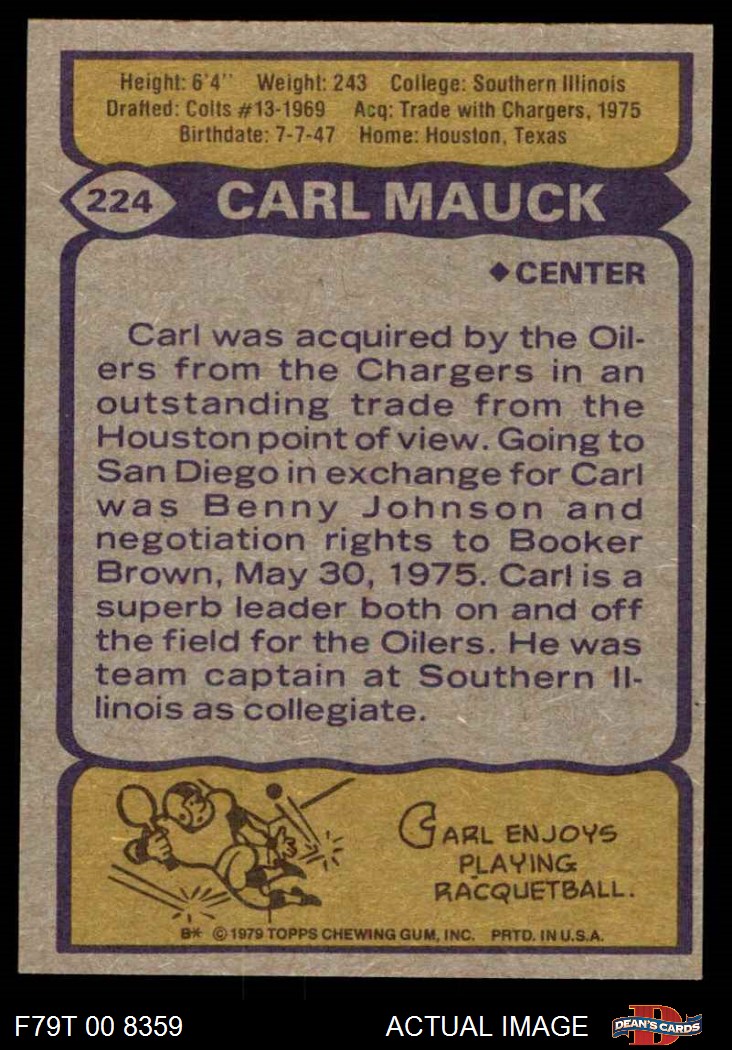 Height: 6'4" Weight: 243 College: Southern Illinois
Drafted: Colts #13-1969 Acq: Trade with Chargers, 1975
Birthdate: 7-7-47 Home: Houston, Texas
224 CARL MAUCK
◆CENTER
Carl was acquired by the Oil-
ers from the Chargers in an
outstanding trade from the
Houston point of view. Going to
San Diego in exchange for Carl
was Benny Johnson and
negotiation rights to Booker
Brown, May 30, 1975. Carl is a
superb leader both on and off
the field for the Oilers. He was
team captain at Southern Il-
linois as collegiate.
CARL ENJOYS
PLAYING
RACQUETBALL.
B* ©1979 TOPPS CHEWING GUM, INC. PRTD. IN U.S.A.
F79T 00 8359 ACTUAL IMAGE D DEAN'S CARDS